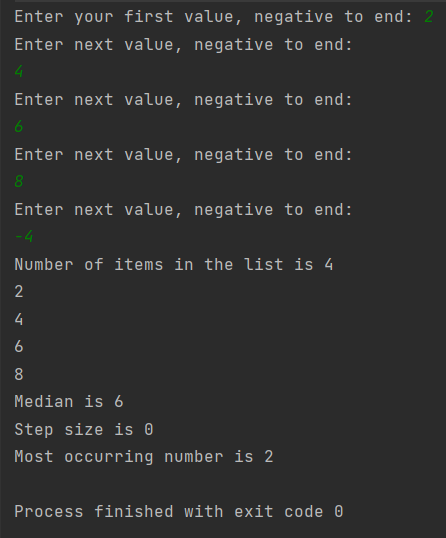 Enter your first value, negative to end: 2
Enter next value, negative to end:
4
Enter next value, negative to end:
6
Enter next value, negative to end:
8
Enter next value, negative to end:
-4
Number of items in the list is 4
2
4
6
8
Median is 6
Step size is 0
Most occurring number is 2
Process finished with exit code 0